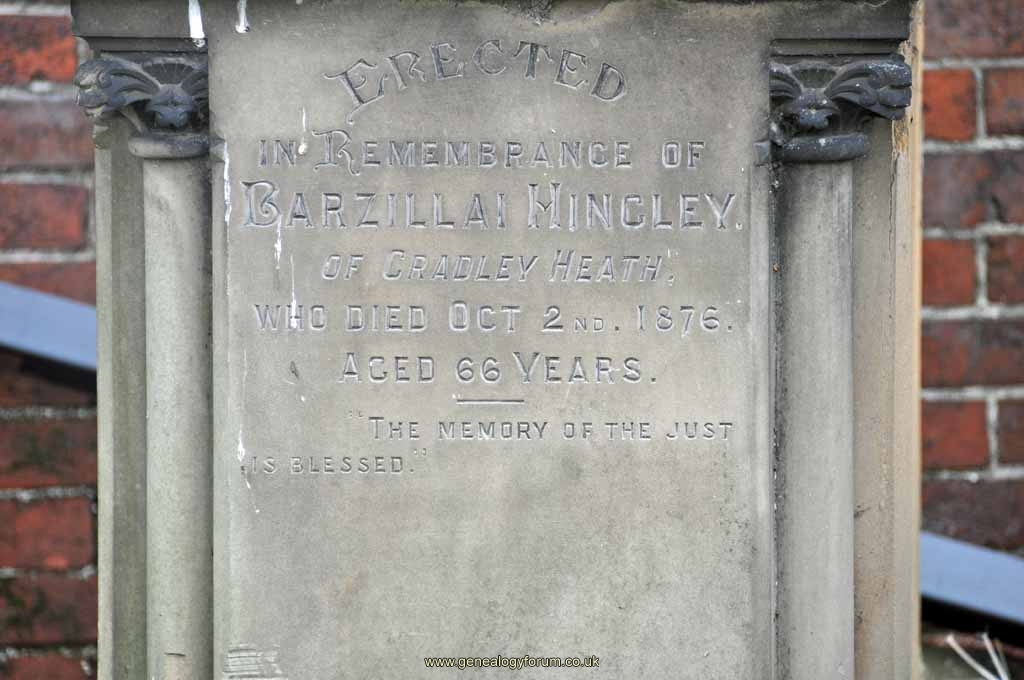 ERECTED
IN REMEMBRANCE OF
BARZILLAI HINGLEY.
OF CRADLEY HEATH,
WHO DIED OCT 2ND. 1876.
AGED 66 YEARS.
"THE MEMORY OF THE JUST
IS BLESSED."
www.genealogyforum.co.uk